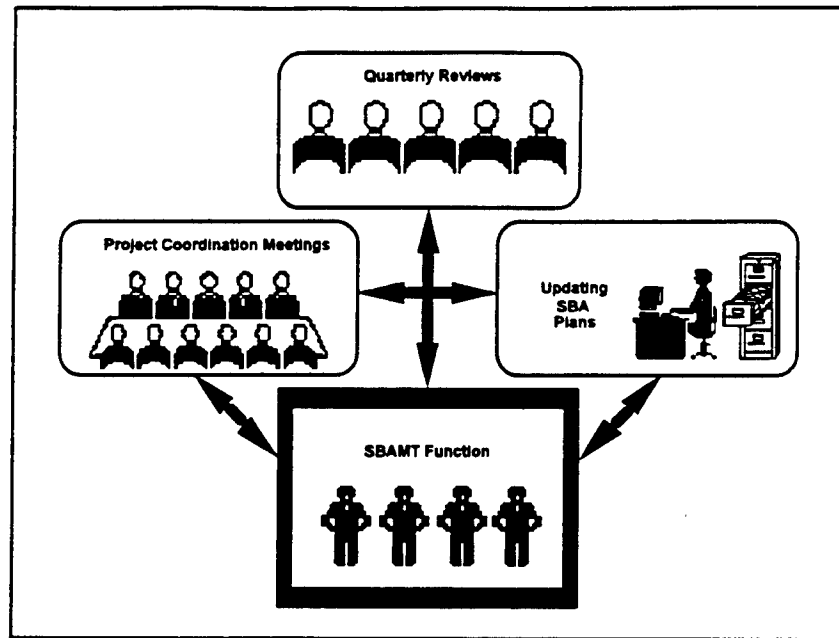 Quarterly Reviews
Project Coordination Meetings
Updating
SBA
Plans
SBAMT Function